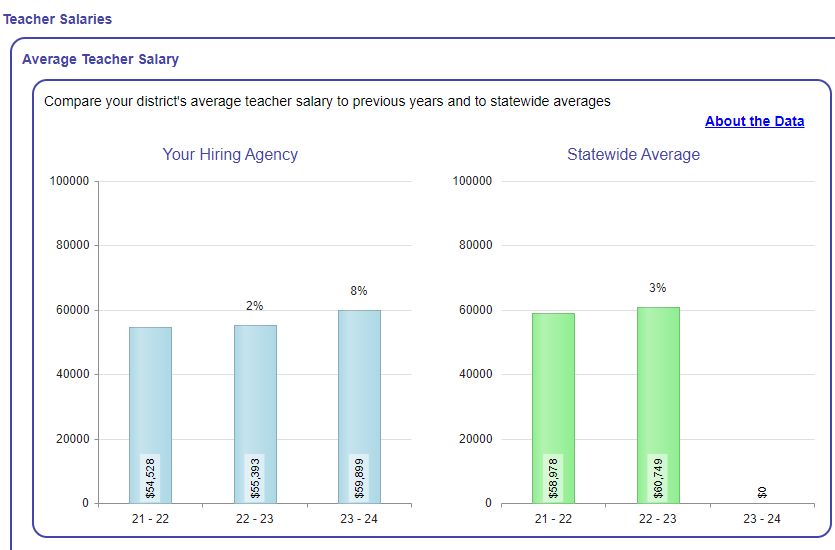 Teacher Salaries
Average Teacher Salary
Compare your district's average teacher salary to previous years and to statewide averages
About the Data
Your Hiring Agency
100000
80000
60000
40000
20000
0
2%
8%
$54,528
$55,393
$59,899
21 - 22
22 - 23
23 - 24
Statewide Average
100000
80000
60000
40000
20000
0
3%
$58,978
$60,749
$0
21 - 22
22 - 23
23 - 24